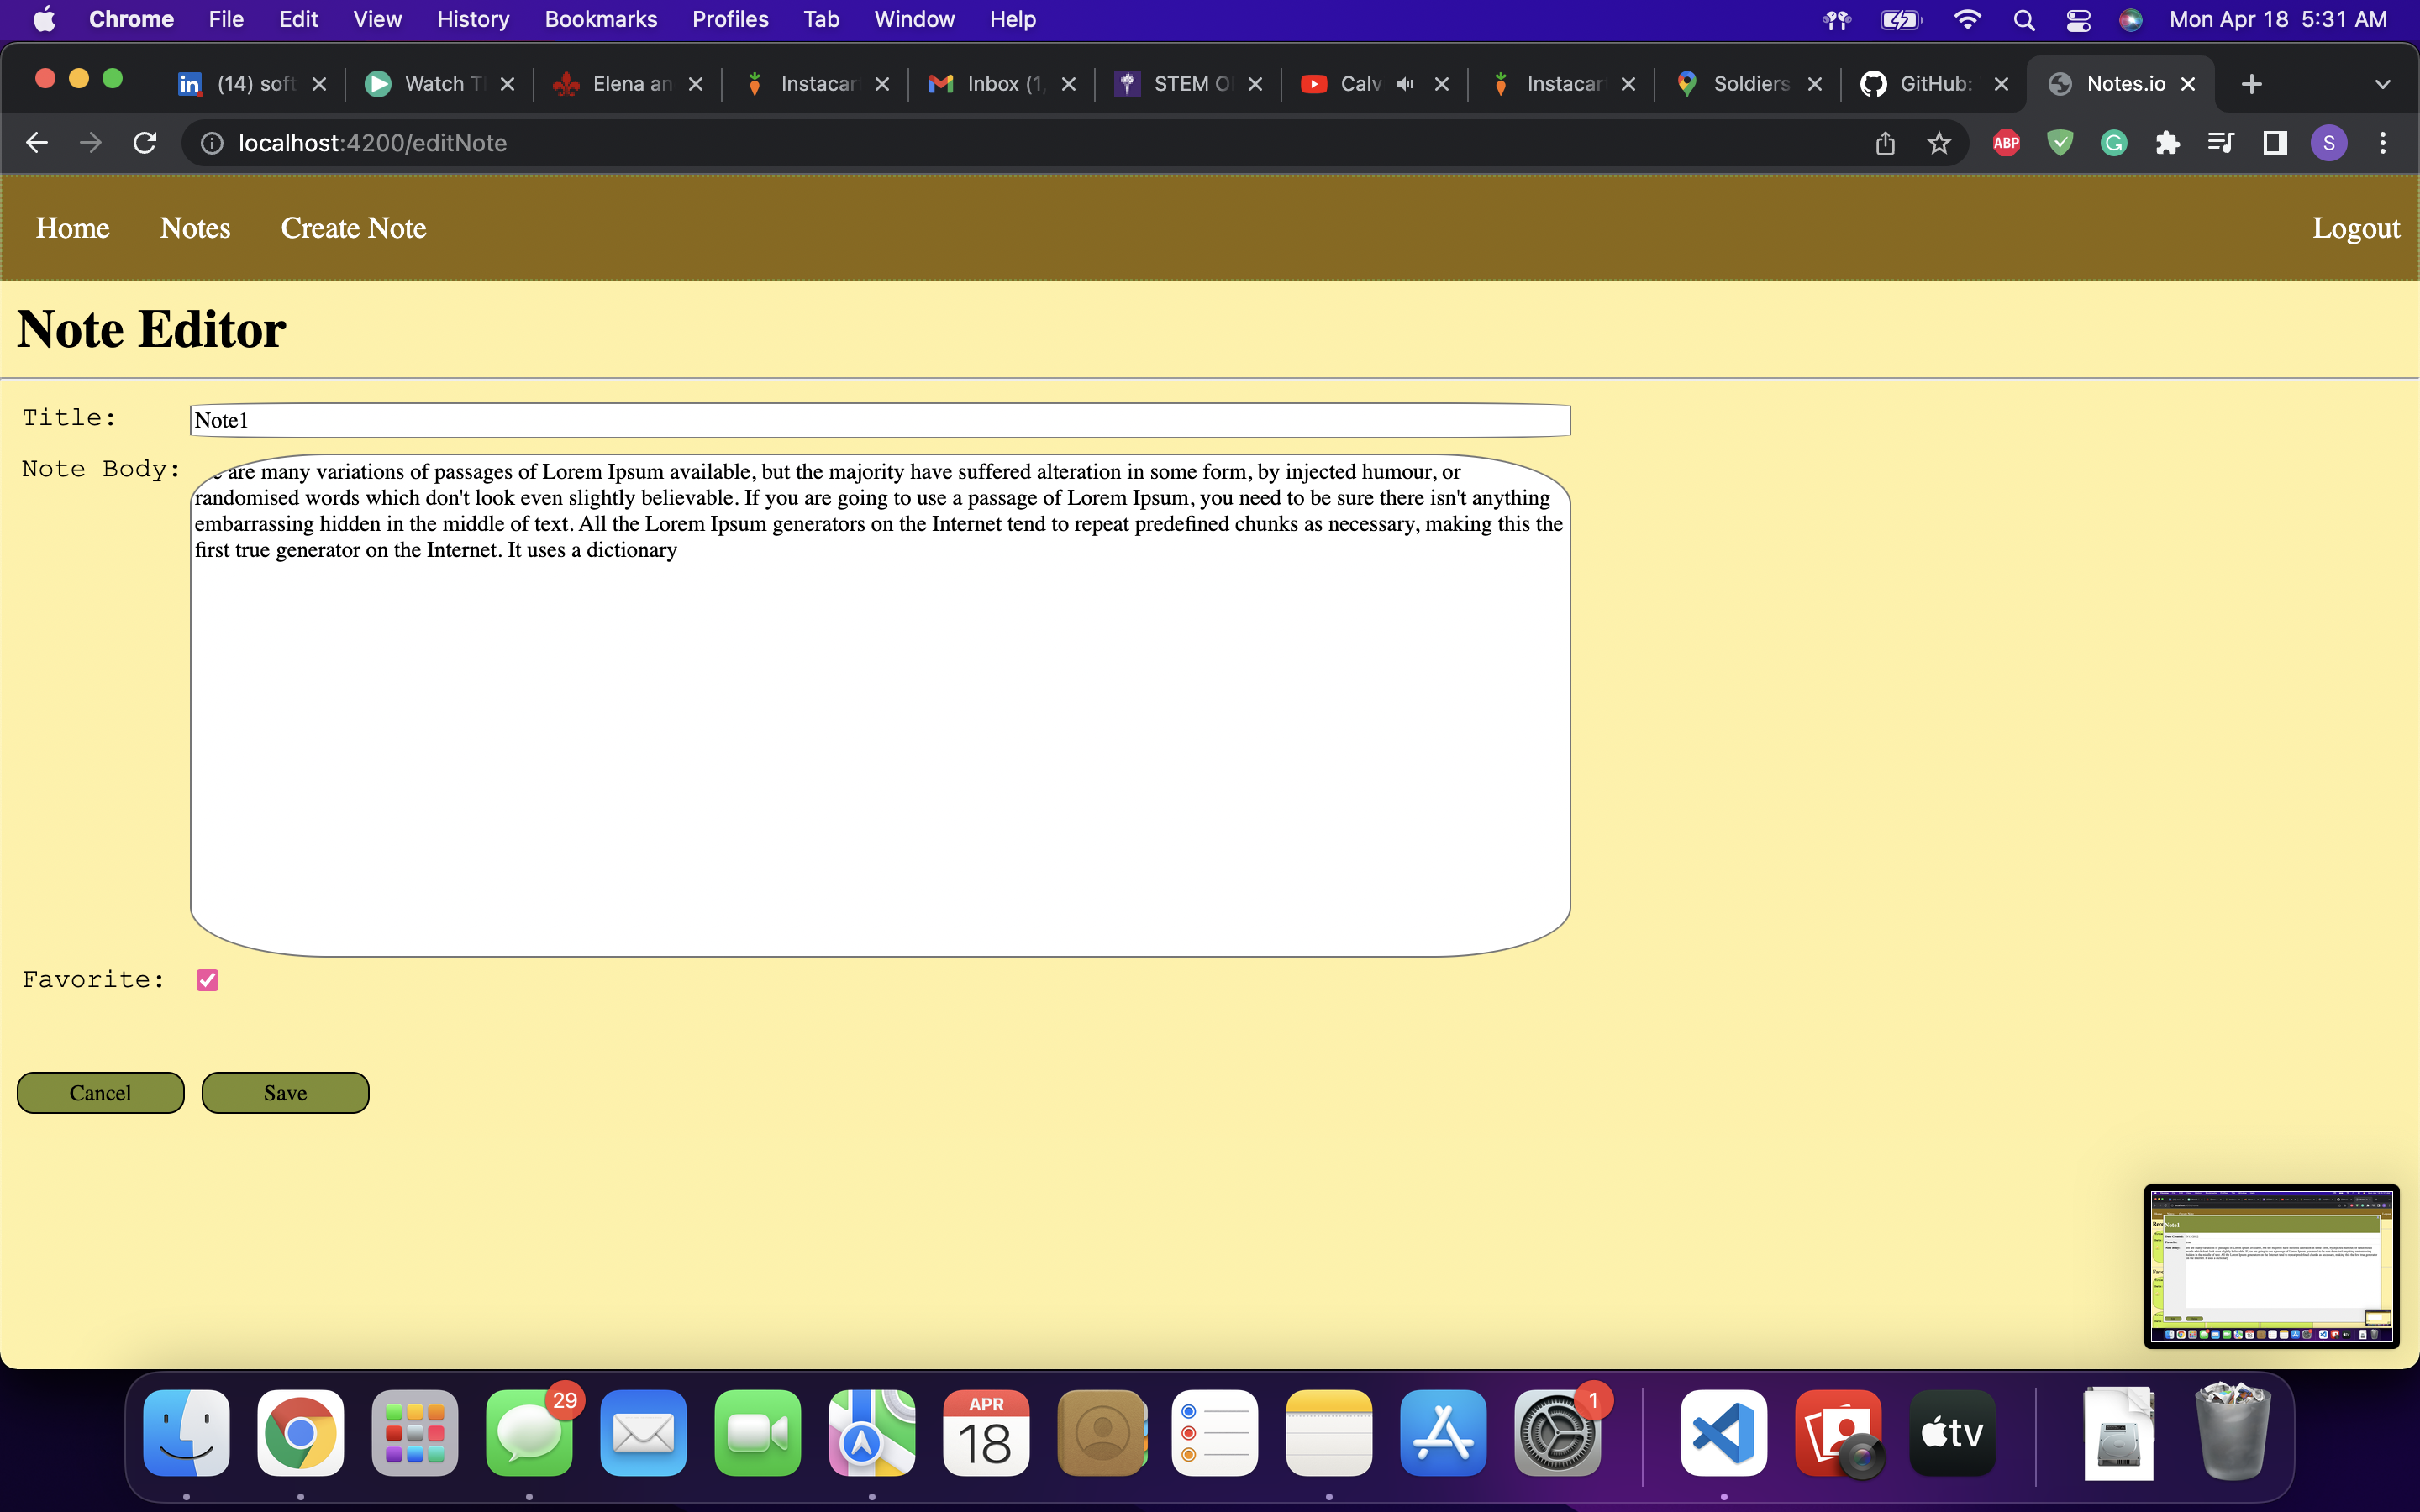 Chrome File Edit View History Bookmarks Profiles Tab Window Help Mon Apr 18 5:31 AM
in (14) soft Watch T Elena an Instacar Inbox (1, STEM O Calv Instacar Soldiers GitHub: Notes.io
localhost:4200/editNote ABP G S
Home Notes Create Note Logout
Note Editor
Title: Note1
Note Body:
are many variations of passages of Lorem Ipsum available, but the majority have suffered alteration in some form, by injected humour, or
randomised words which don't look even slightly believable. If you are going to use a passage of Lorem Ipsum, you need to be sure there isn't anything
embarrassing hidden in the middle of text. All the Lorem Ipsum generators on the Internet tend to repeat predefined chunks as necessary, making this the
first true generator on the Internet. It uses a dictionary
Favorite:
Cancel Save
Note1
29 APR 18 1 tv